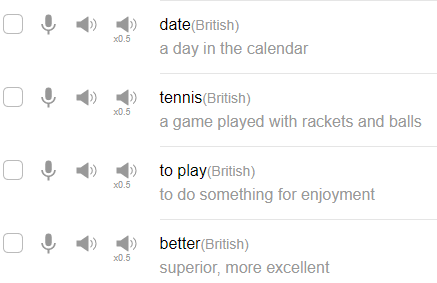 date(British)
a day in the calendar
x0.5
tennis(British)
a game played with rackets and balls
x0.5
to play(British)
to do something for enjoyment
x0.5
better(British)
superior, more excellent
x0.5